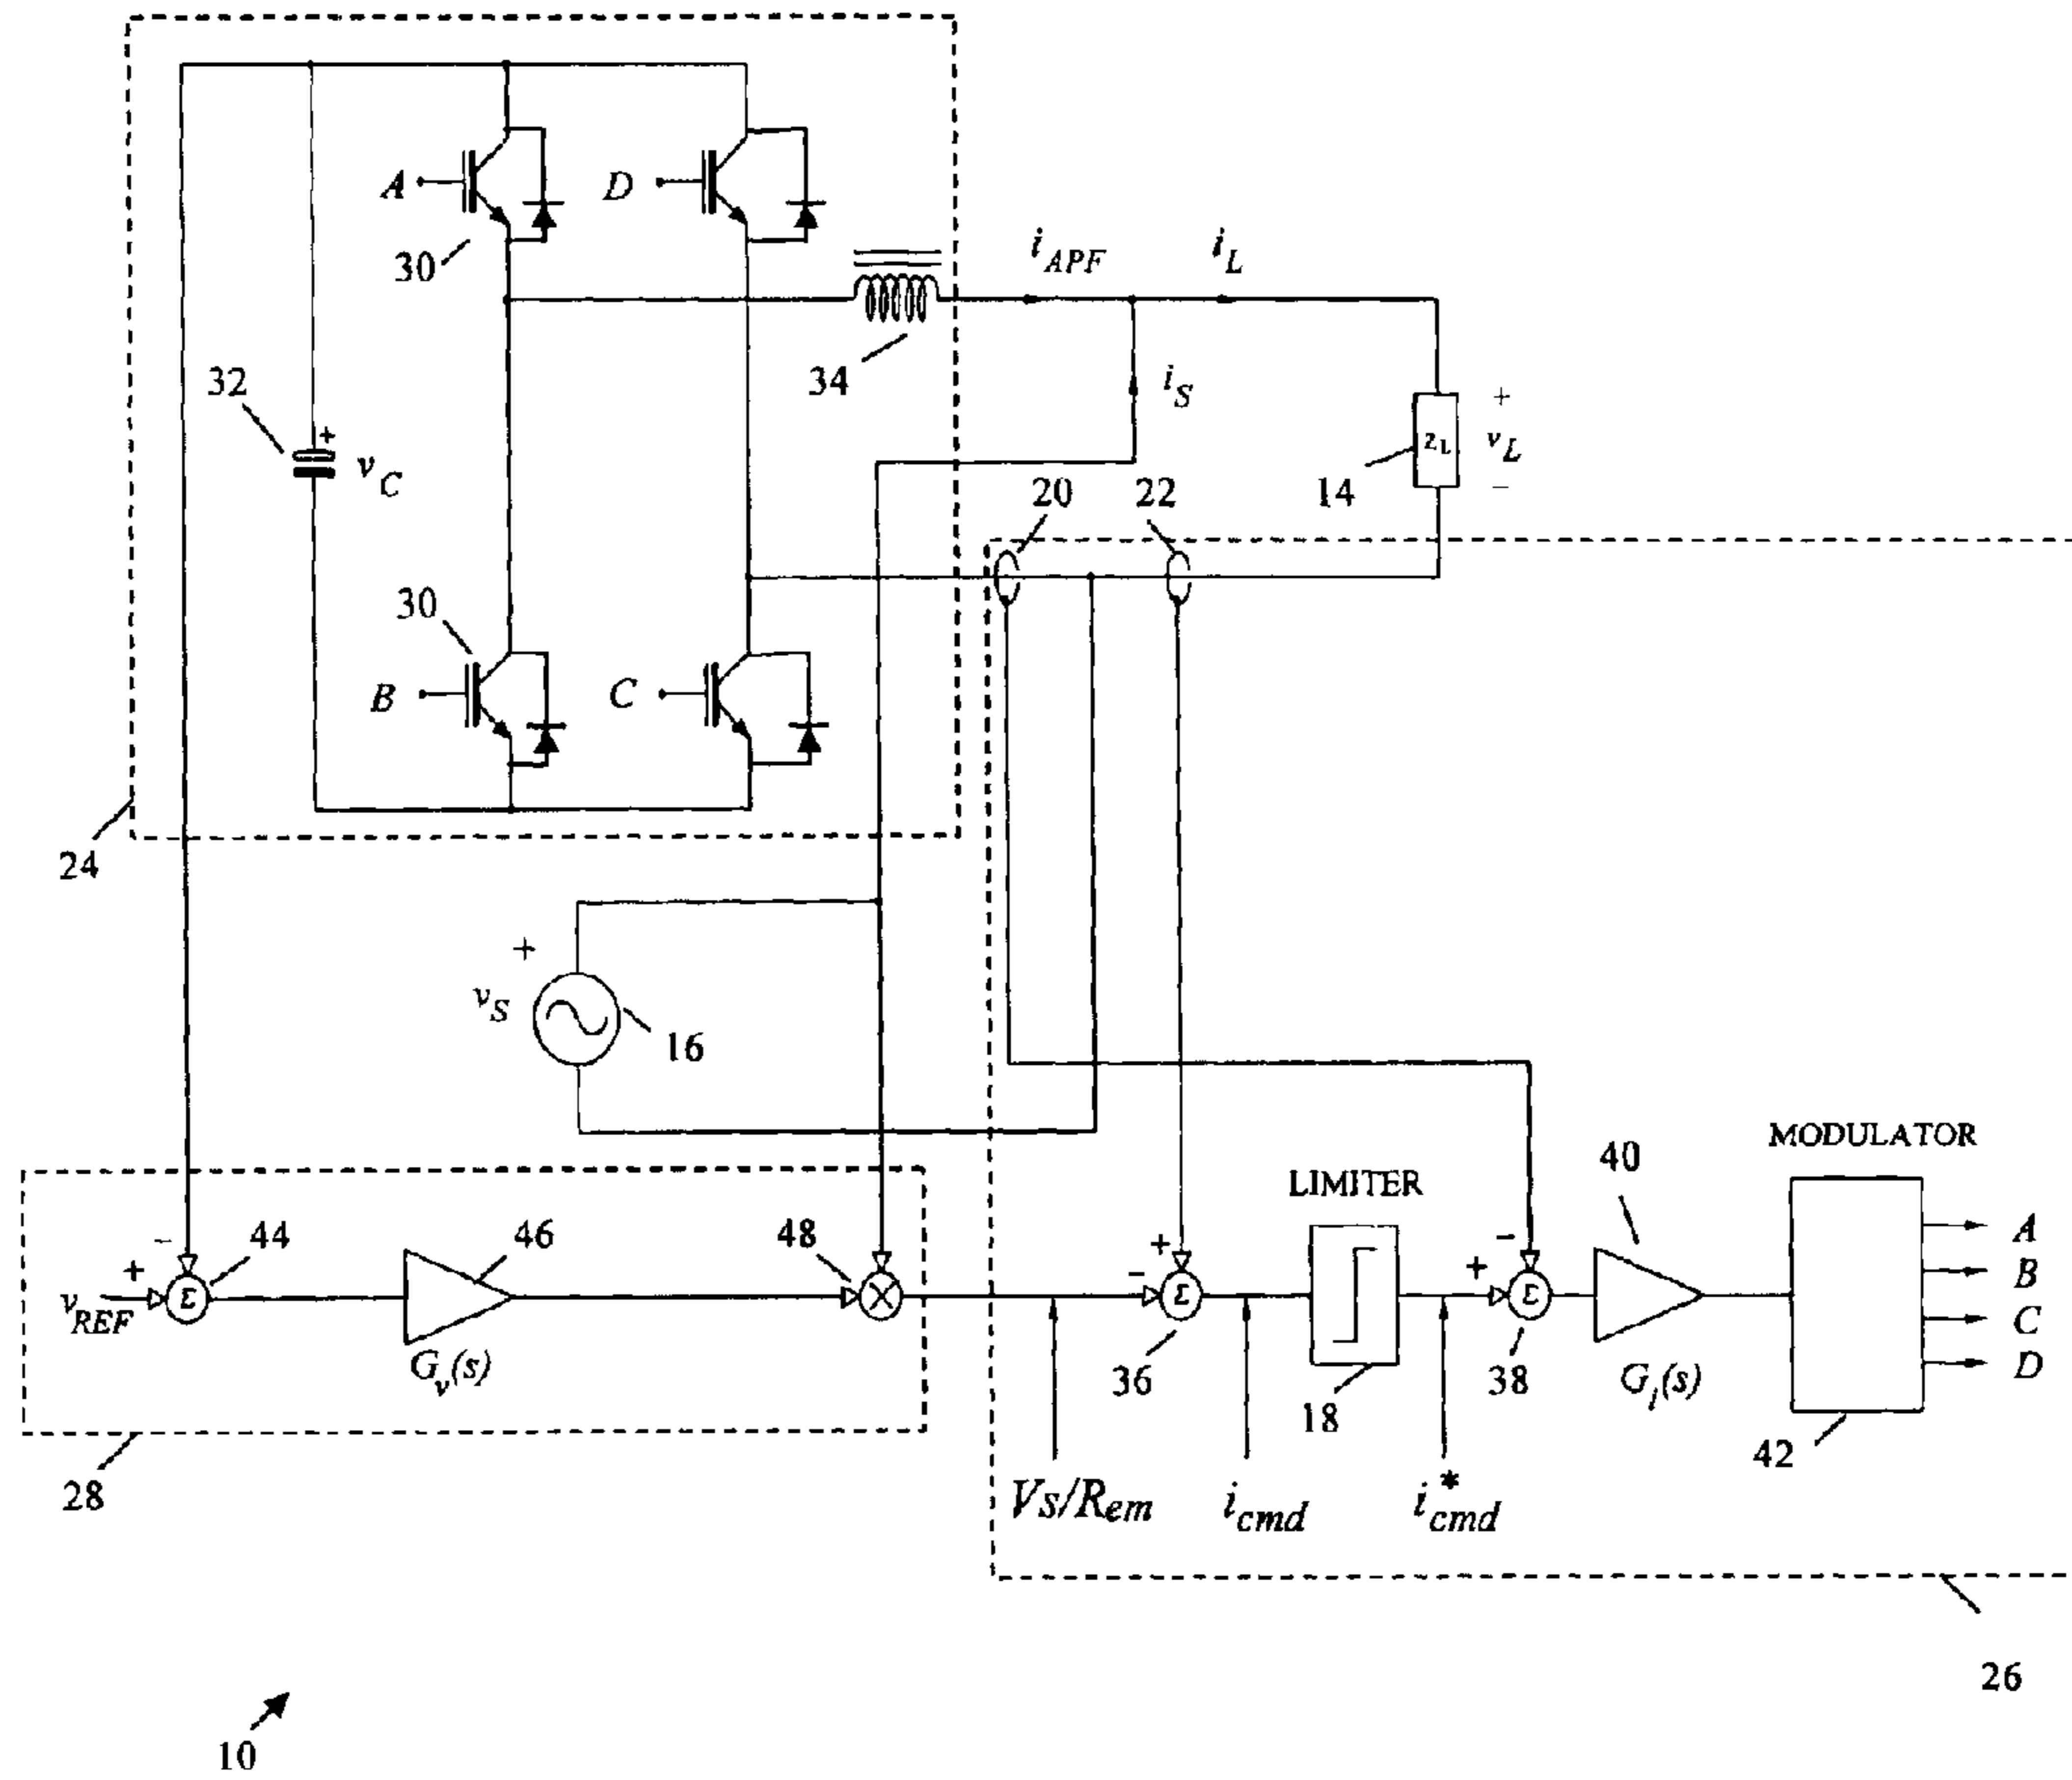 A
D
30
i_APF
i_L
34
32
+
v_C
i_S
+
z_L
v_L
−
14
20
22
30
B
C
24
+
v_S
16
MODULATOR
40
LIMITER
− 44
46
48
+
−
+
v_REF
Σ
X
−
Σ
+
Σ
A
B
C
D
G_v(s)
36
18
38
G_i(s)
42
28
Vs/Rem
i_cmd
i*_cmd
26
10